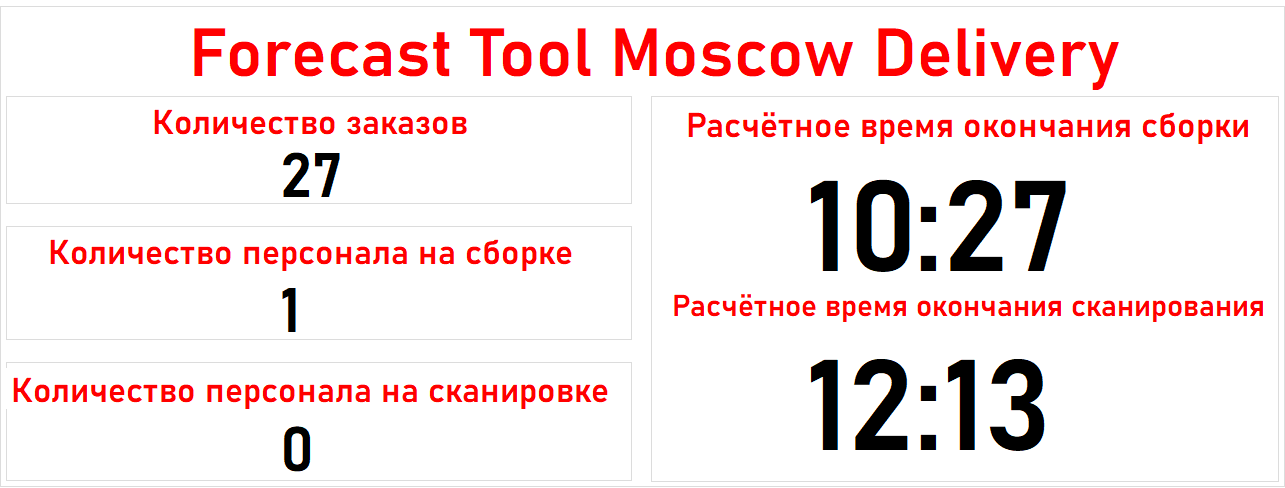 Forecast Tool Moscow Delivery
Количество заказов
27
Количество персонала на сборке
1
Количество персонала на сканировке
0
Расчётное время окончания сборки
10:27
Расчётное время окончания сканирования
12:13